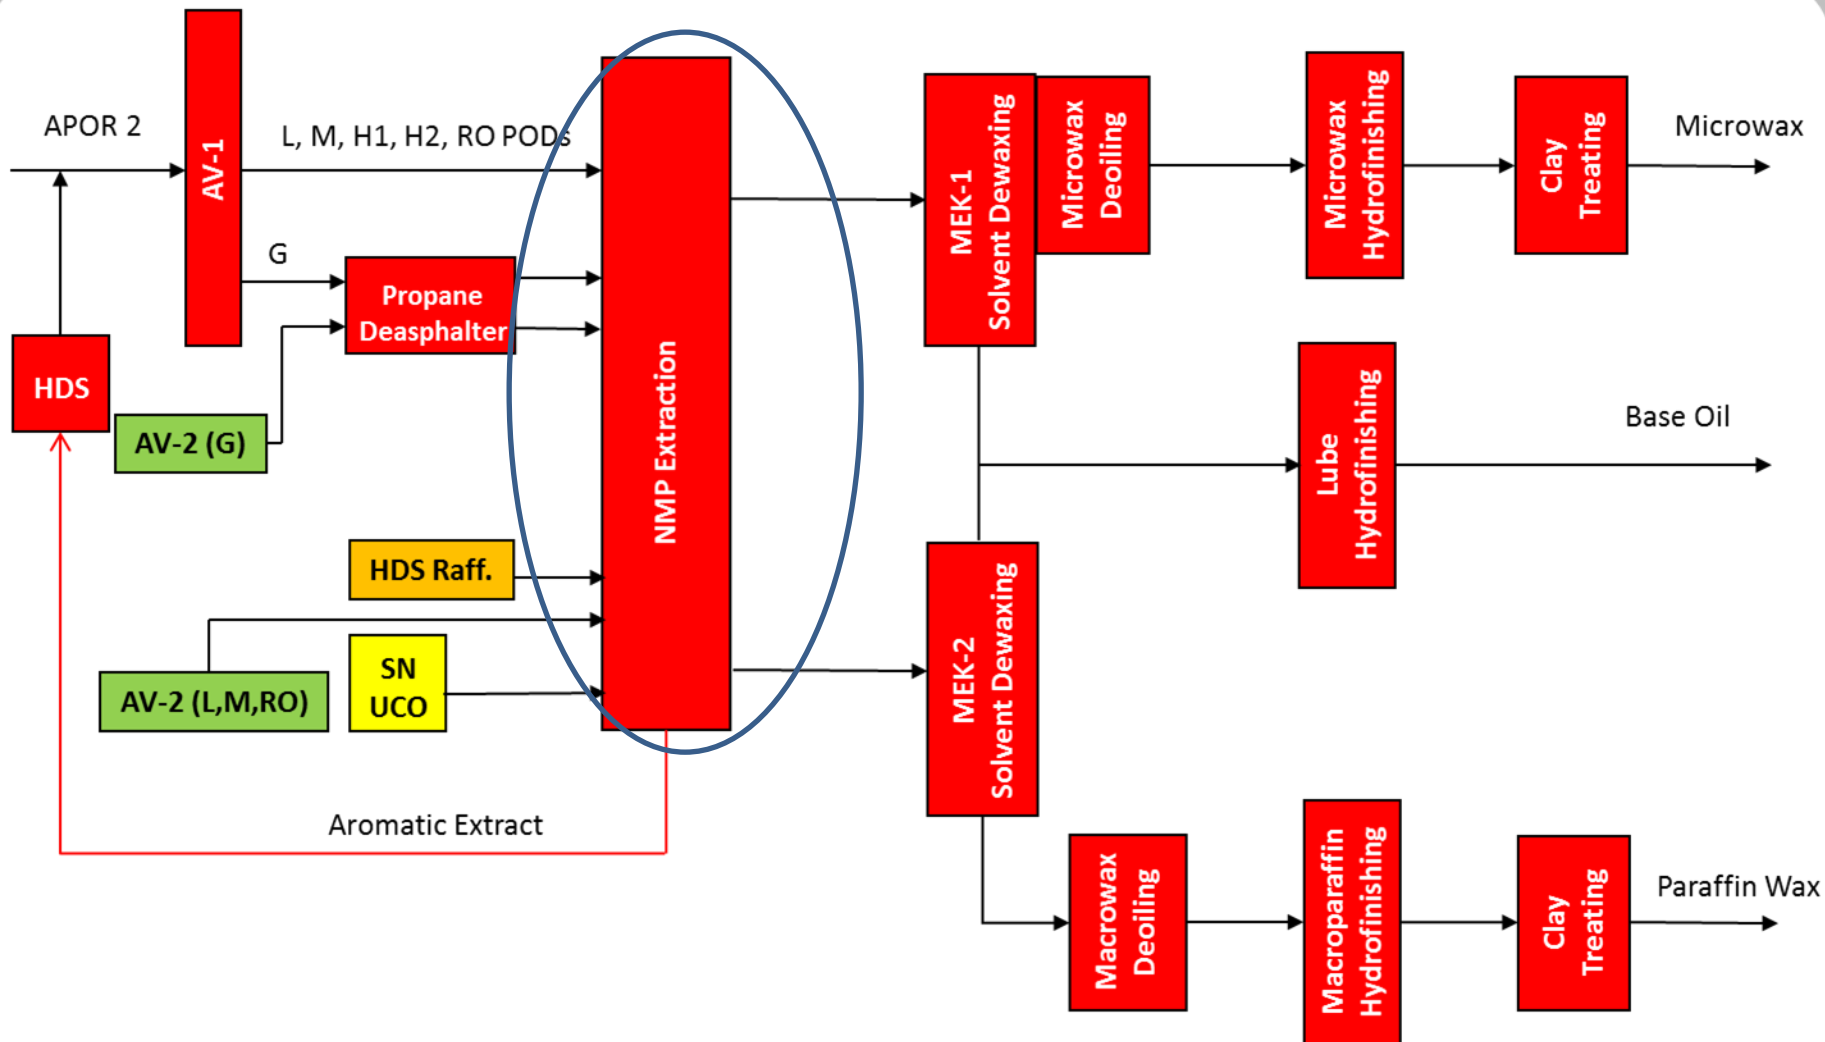 APOR 2
AV-1
L, M, H1, H2, RO PODs
G
Propane
Deasphalter
HDS
AV-2 (G)
HDS Raff.
AV-2 (L,M,RO)
SN
UCO
Aromatic Extract
NMP Extraction
MEK-1
Solvent Dewaxing
Microwax
Deoiling
Microwax
Hydrofinishing
Clay
Treating
Microwax
Lube
Hydrofinishing
Base Oil
MEK-2
Solvent Dewaxing
Macrowax
Deoiling
Macroparaffin
Hydrofinishing
Clay
Treating
Paraffin Wax